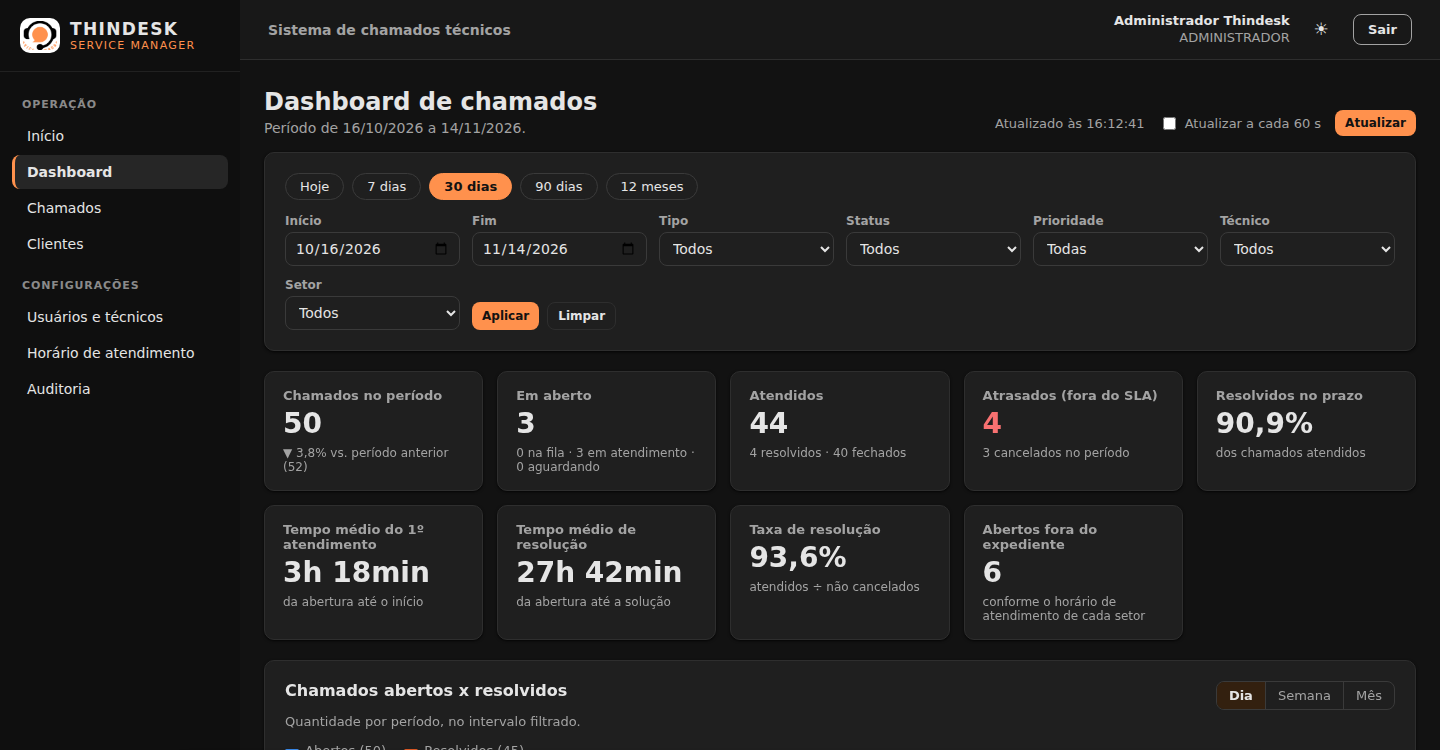 THINDESK
SERVICE MANAGER
Sistema de chamados técnicos
Administrador Thindesk
ADMINISTRADOR
Sair
OPERAÇÃO
Início
Dashboard
Chamados
Clientes
CONFIGURAÇÕES
Usuários e técnicos
Horário de atendimento
Auditoria
Dashboard de chamados
Período de 16/10/2026 a 14/11/2026.
Atualizado às 16:12:41
Atualizar a cada 60 s
Atualizar
Hoje
7 dias
30 dias
90 dias
12 meses
Início
Fim
Tipo
Status
Prioridade
Técnico
10/16/2026
11/14/2026
Todos
Todos
Todas
Todos
Setor
Todos
Aplicar
Limpar
Chamados no período
50
▼ 3,8% vs. período anterior
(52)
Em aberto
3
0 na fila · 3 em atendimento ·
0 aguardando
Atendidos
44
4 resolvidos · 40 fechados
Atrasados (fora do SLA)
4
3 cancelados no período
Resolvidos no prazo
90,9%
dos chamados atendidos
Tempo médio do 1º
atendimento
3h 18min
da abertura até o início
Tempo médio de
resolução
27h 42min
da abertura até a solução
Taxa de resolução
93,6%
atendidos ÷ não cancelados
Abertos fora do
expediente
6
conforme o horário de
atendimento de cada setor
Chamados abertos x resolvidos
Dia
Semana
Mês
Quantidade por período, no intervalo filtrado.
Abertos (50)
Resolvidos (45)